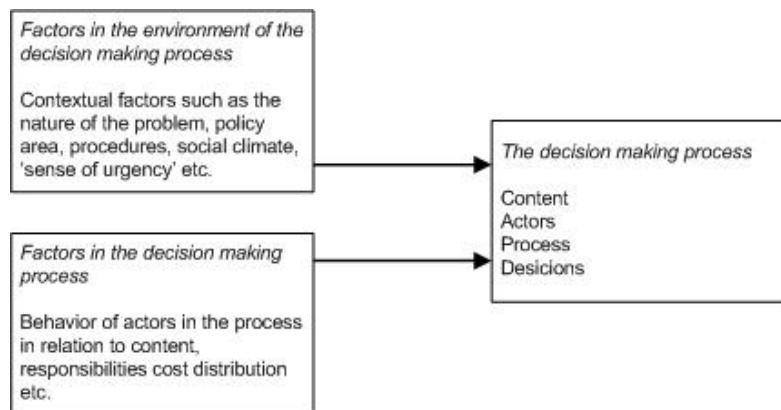 Factors in the environment of the
decision making process
Contextual factors such as the
nature of the problem, policy
area, procedures, social climate,
'sense of urgency' etc.
Factors in the decision making
process
Behavior of actors in the process
in relation to content,
responsibilities cost distribution
etc.
The decision making process
Content
Actors
Process
Desicions